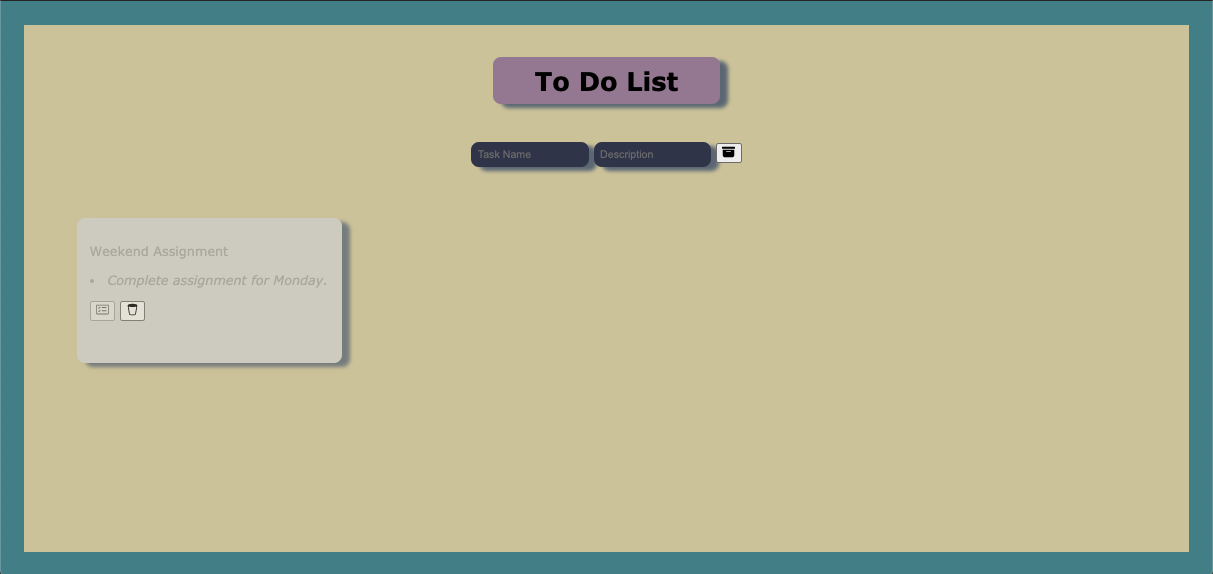 To Do List
Task Name
Description
Weekend Assignment
• Complete assignment for Monday.